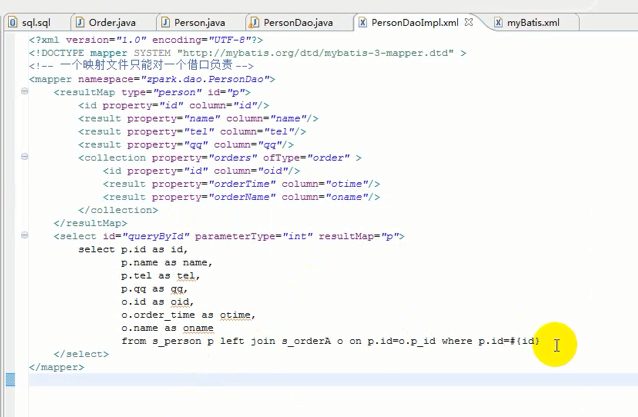 sql.sql Order.java Person.java PersonDao.java PersonDaoImpl.xml myBatis.xml
<?xml version="1.0" encoding="UTF-8"?>
<!DOCTYPE mapper SYSTEM "http://mybatis.org/dtd/mybatis-3-mapper.dtd" >
<!-- 一个映射文件只能对一个借口负责 -->
<mapper namespace="zpark.dao.PersonDao">
<resultMap type="person" id="p">
<id property="id" column="id"/>
<result property="name" column="name"/>
<result property="tel" column="tel"/>
<result property="qq" column="qq"/>
<collection property="orders" ofType="order" >
<id property="id" column="oid"/>
<result property="orderTime" column="otime"/>
<result property="orderName" column="oname"/>
</collection>
</resultMap>
<select id="queryById" parameterType="int" resultMap="p">
select p.id as id,
p.name as name,
p.tel as tel,
p.qq as qq,
o.id as oid,
o.order_time as otime,
o.name as oname
from s_person p left join s_orderA o on p.id=o.p_id where p.id=#{id}
</select>
</mapper>